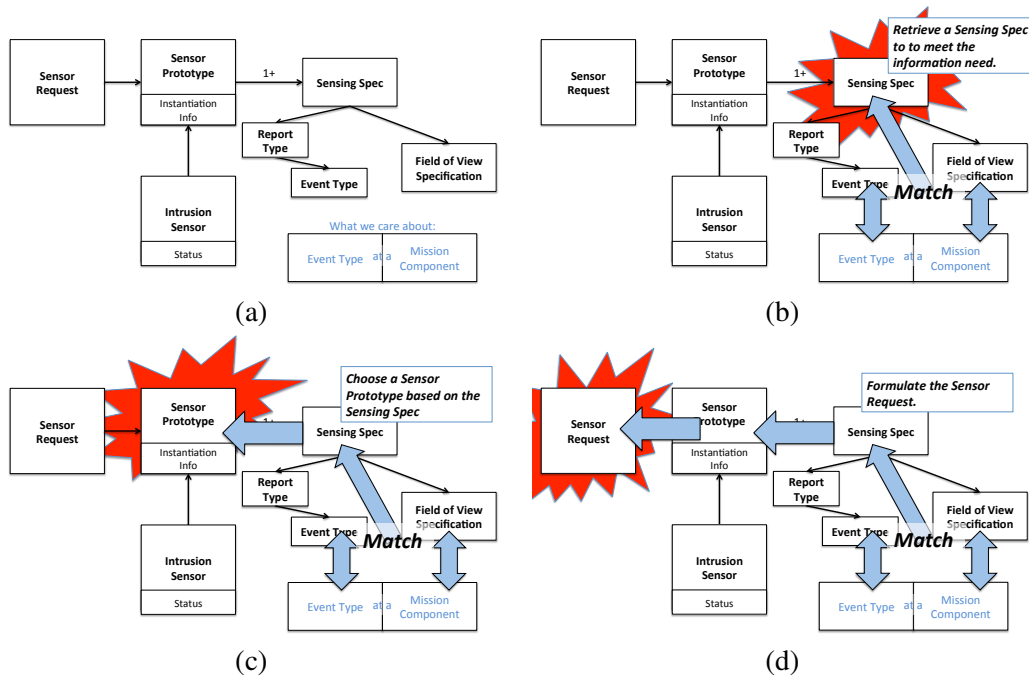 Sensor
Request
Sensor
Prototype
Instantiation
Info
1+
Sensing Spec
Report
Type
Event Type
Field of View
Specification
Intrusion
Sensor
Status
What we care about:
Event Type at a Mission
Component
(a)
Retrieve a Sensing Spec
to to meet the
information need.
Sensor
Request
Sensor
Prototype
Instantiation
Info
1+
Sensing Spec
Report
Type
Event Type
Field of View
Specification
Match
Intrusion
Sensor
Status
Event Type at a Mission
Component
(b)
Choose a Sensor
Prototype based on the
Sensing Spec
Sensor
Request
Sensor
Prototype
Instantiation
Info
1+
Sensing Spec
Report
Type
Event Type
Field of View
Specification
Match
Intrusion
Sensor
Status
Event Type at a Mission
Component
(c)
Formulate the Sensor
Request.
Sensor
Request
Sensor
Prototype
Instantiation
Info
1+
Sensing Spec
Report
Type
Event Type
Field of View
Specification
Match
Intrusion
Sensor
Status
Event Type at a Mission
Component
(d)